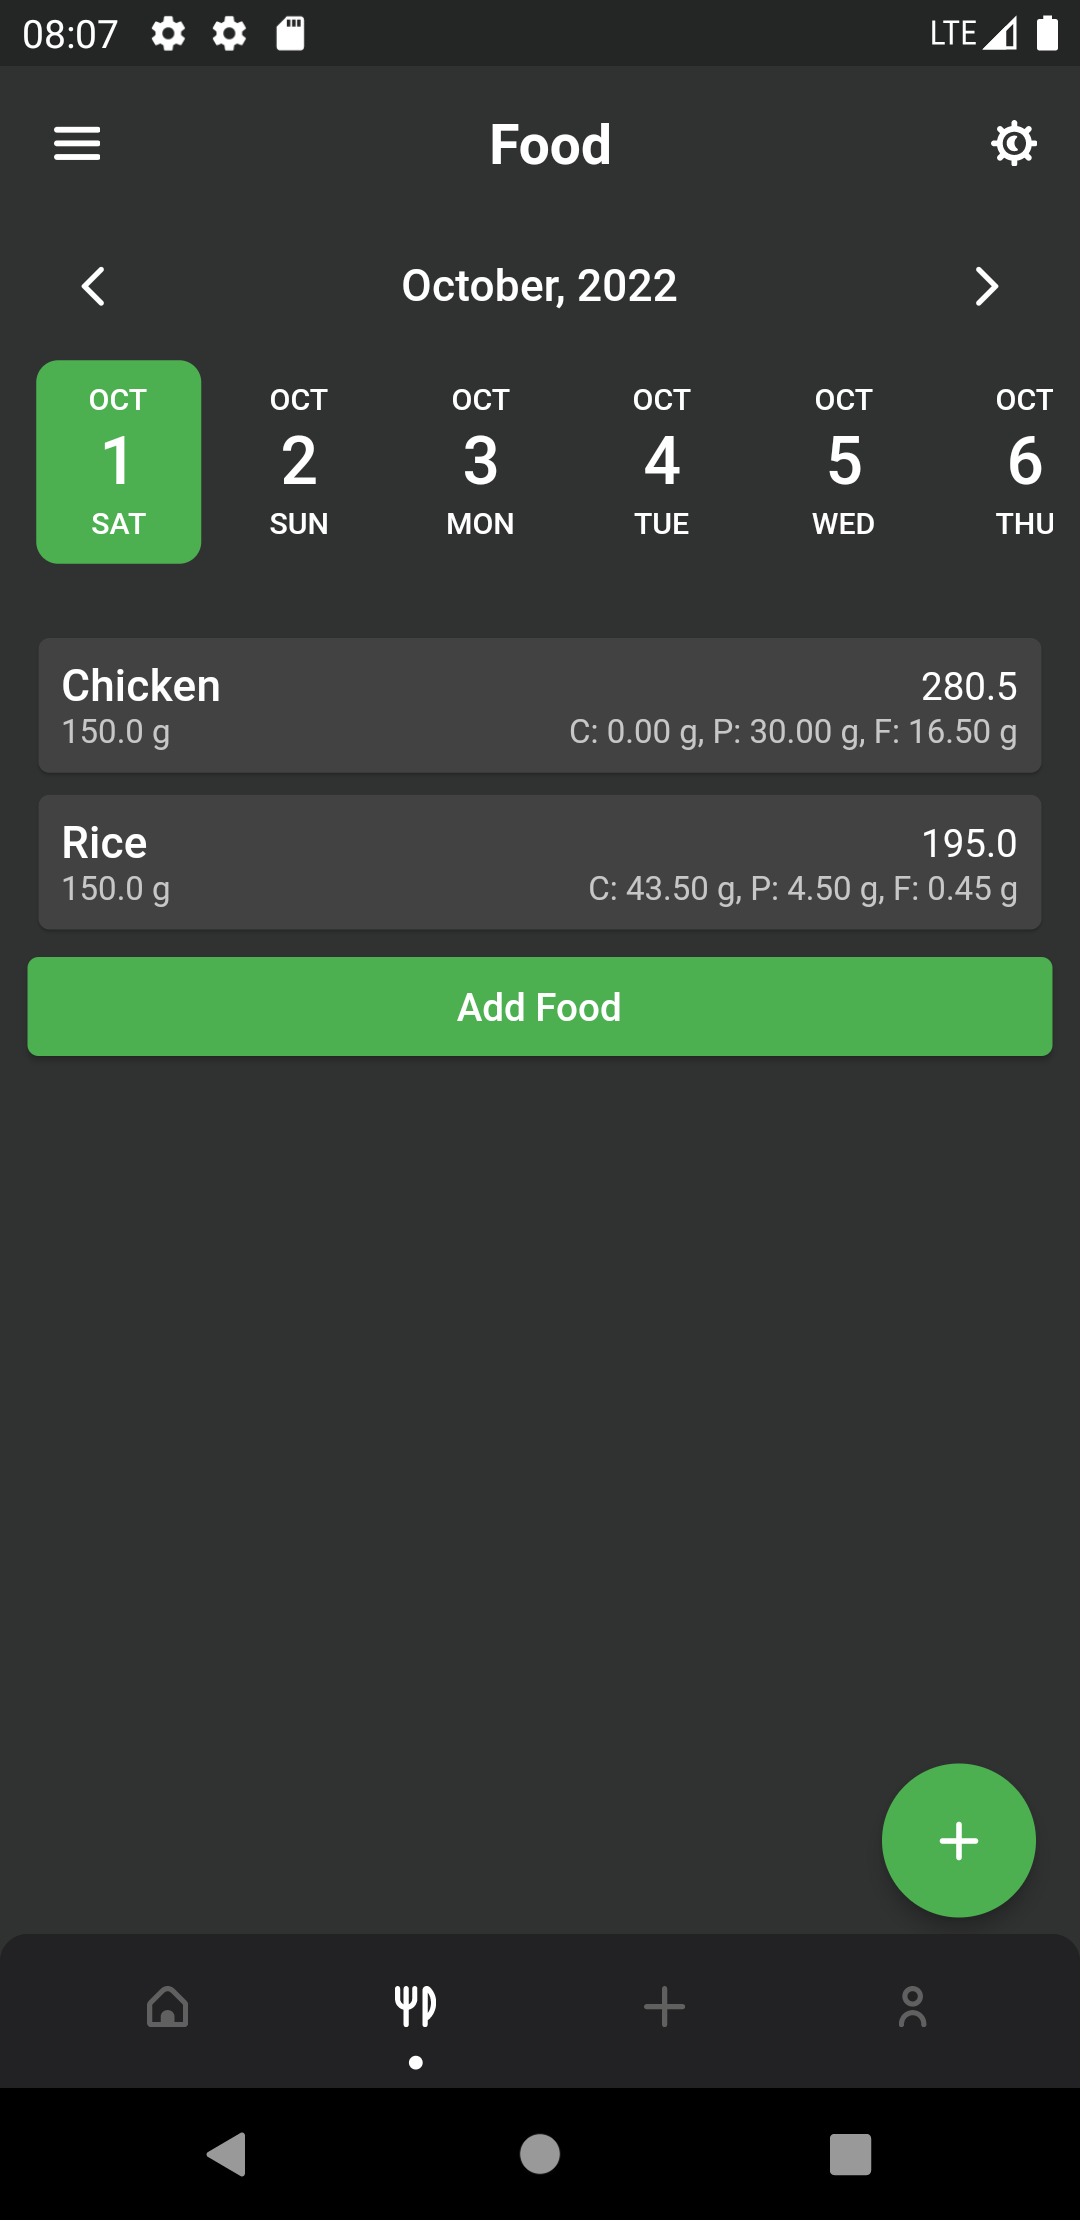 08:07
LTE
Food
October, 2022
OCT OCT OCT OCT OCT OCT
1 2 3 4 5 6
SAT SUN MON TUE WED THU
Chicken 280.5
150.0 g C: 0.00 g, P: 30.00 g, F: 16.50 g
Rice 195.0
150.0 g C: 43.50 g, P: 4.50 g, F: 0.45 g
Add Food